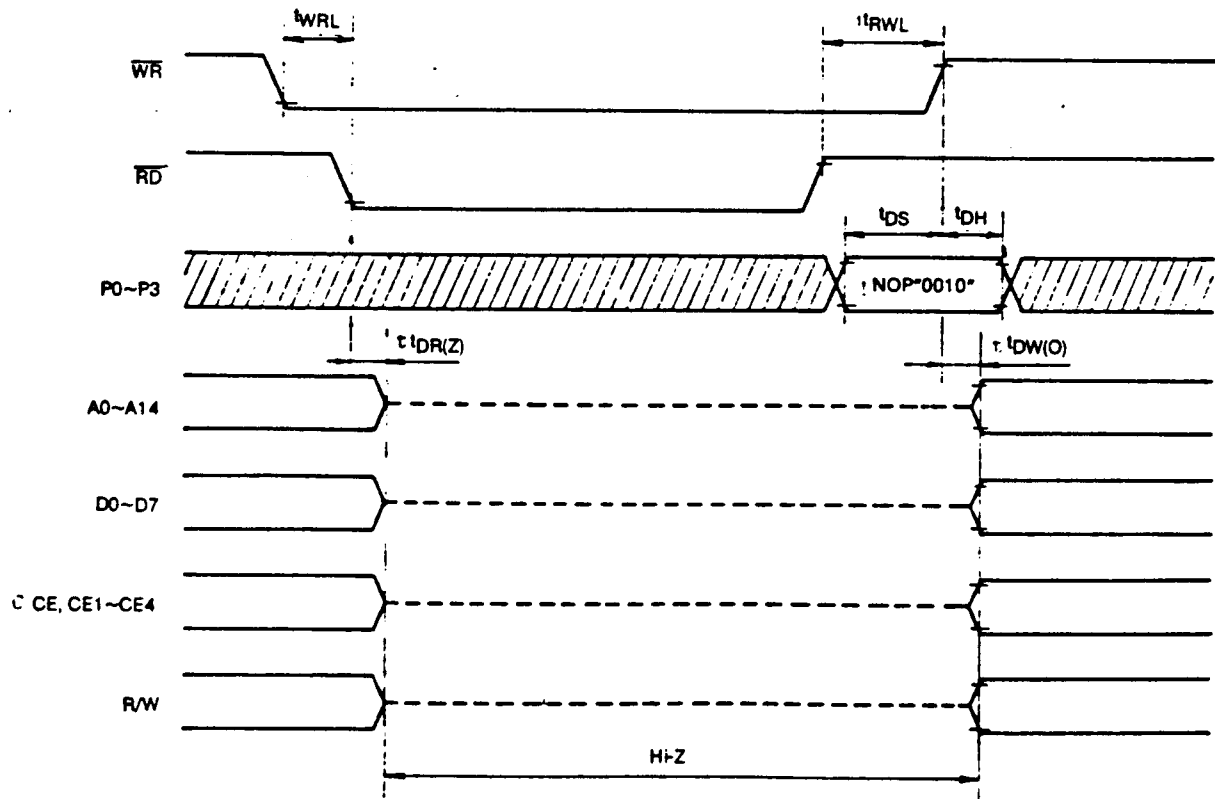 tWRL
ttRWL
WR
RD
tDS
tDH
P0~P3
NOP"0010"
tDR(Z)
tDW(O)
A0~A14
D0~D7
CE, CE1~CE4
R/W
Hi-Z